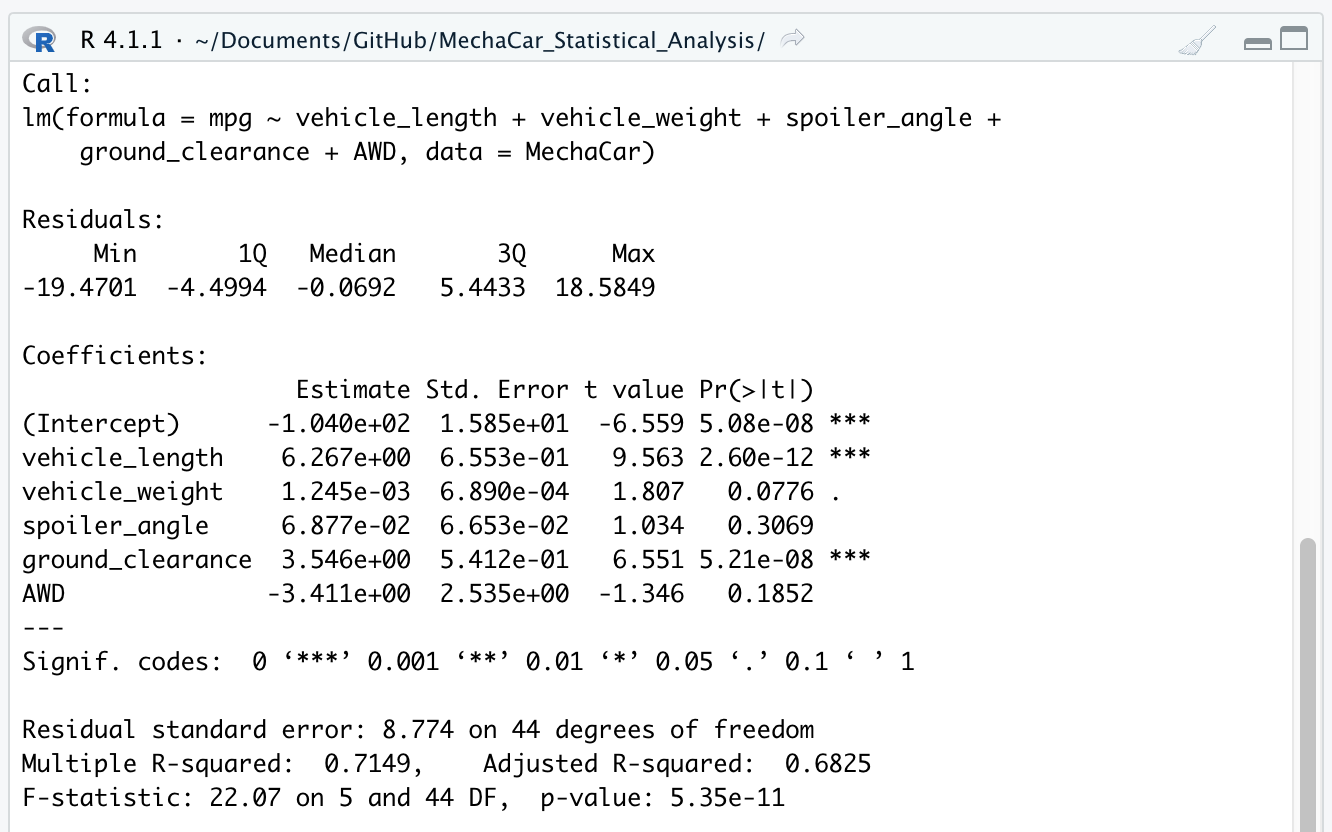 R 4.1.1 · ~/Documents/GitHub/MechaCar_Statistical_Analysis/
Call:
lm(formula = mpg ~ vehicle_length + vehicle_weight + spoiler_angle +
    ground_clearance + AWD, data = MechaCar)

Residuals:
     Min       1Q   Median       3Q      Max
-19.4701  -4.4994  -0.0692   5.4433  18.5849

Coefficients:
                   Estimate Std. Error t value Pr(>|t|)
(Intercept)      -1.040e+02  1.585e+01  -6.559 5.08e-08 ***
vehicle_length    6.267e+00  6.553e-01   9.563 2.60e-12 ***
vehicle_weight    1.245e-03  6.890e-04   1.807   0.0776 .
spoiler_angle     6.877e-02  6.653e-02   1.034   0.3069
ground_clearance  3.546e+00  5.412e-01   6.551 5.21e-08 ***
AWD              -3.411e+00  2.535e+00  -1.346   0.1852
---
Signif. codes:  0 ‘***’ 0.001 ‘**’ 0.01 ‘*’ 0.05 ‘.’ 0.1 ‘ ’ 1

Residual standard error: 8.774 on 44 degrees of freedom
Multiple R-squared:  0.7149,    Adjusted R-squared:  0.6825
F-statistic: 22.07 on 5 and 44 DF,  p-value: 5.35e-11